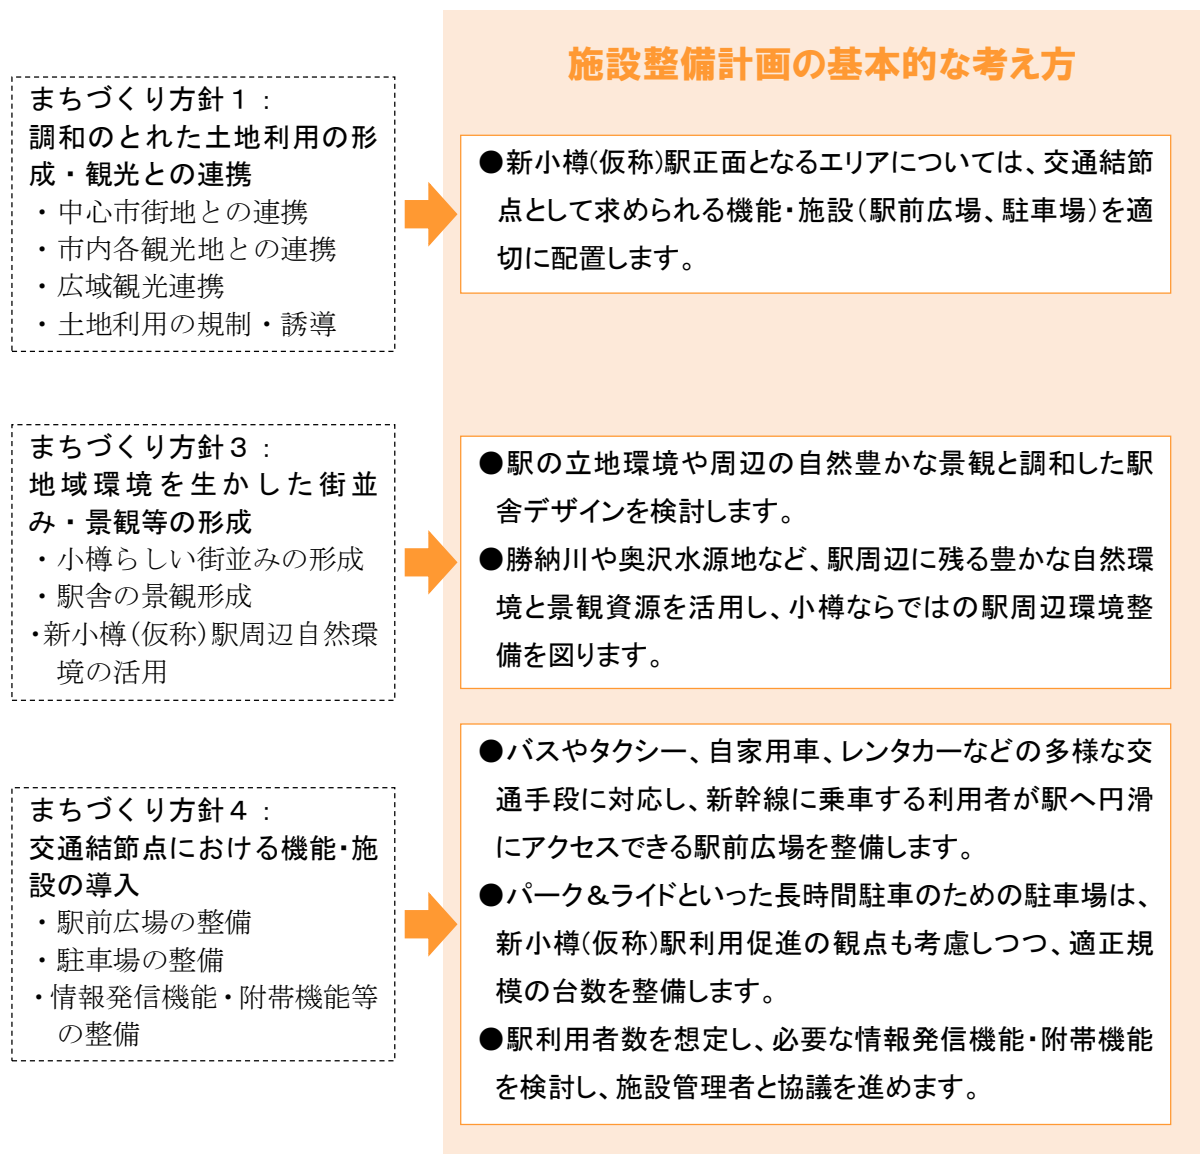 施設整備計画の基本的な考え方
まちづくり方針１：
調和のとれた土地利用の形
成・観光との連携
・中心市街地との連携
・市内各観光地との連携
・広域観光連携
・土地利用の規制・誘導
●新小樽(仮称)駅正面となるエリアについては、交通結節
点として求められる機能・施設（駅前広場、駐車場）を適
切に配置します。
まちづくり方針３：
地域環境を生かした街並
み・景観等の形成
・小樽らしい街並みの形成
・駅舎の景観形成
・新小樽(仮称)駅周辺自然環
境の活用
●駅の立地環境や周辺の自然豊かな景観と調和した駅
舎デザインを検討します。
●勝納川や奥沢水源地など、駅周辺に残る豊かな自然環
境と景観資源を活用し、小樽ならではの駅周辺環境整
備を図ります。
まちづくり方針４：
交通結節点における機能・施
設の導入
・駅前広場の整備
・駐車場の整備
・情報発信機能・附帯機能等
の整備
●バスやタクシー、自家用車、レンタカーなどの多様な交
通手段に対応し、新幹線に乗車する利用者が駅へ円滑
にアクセスできる駅前広場を整備します。
●パーク＆ライドといった長時間駐車のための駐車場は、
新小樽(仮称)駅利用促進の観点も考慮しつつ、適正規
模の台数を整備します。
●駅利用者数を想定し、必要な情報発信機能・附帯機能
を検討し、施設管理者と協議を進めます。